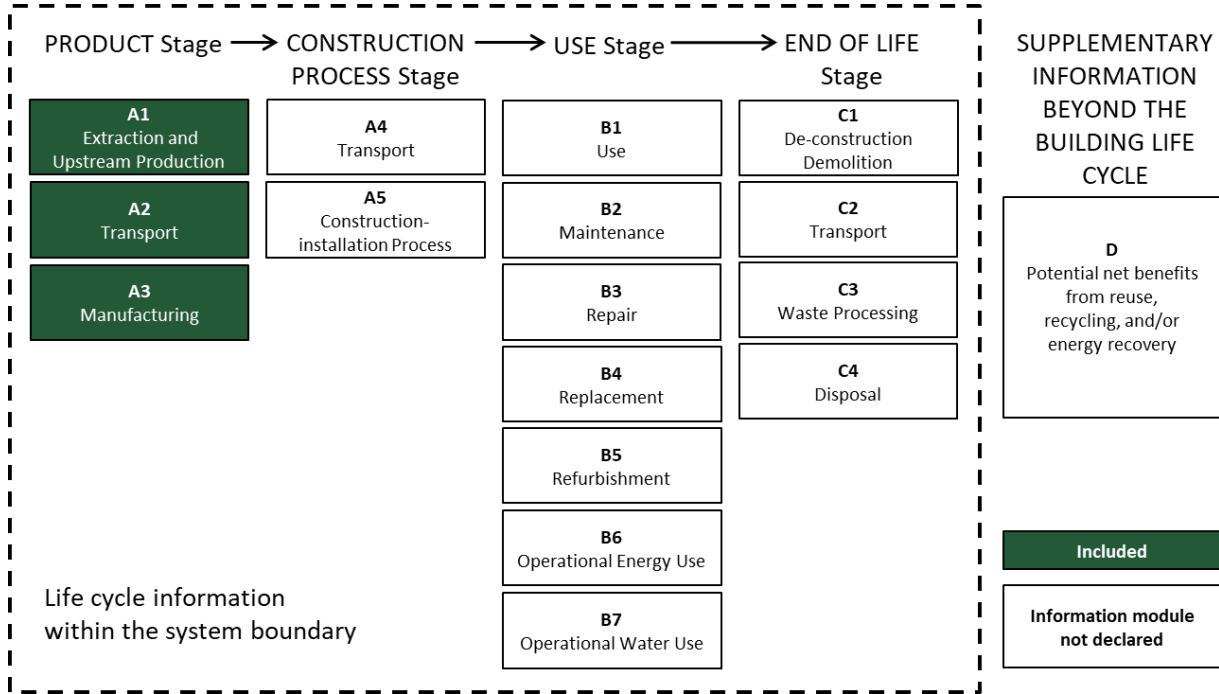 PRODUCT Stage
CONSTRUCTION
PROCESS Stage
USE Stage
END OF LIFE
Stage
SUPPLEMENTARY
INFORMATION
BEYOND THE
BUILDING LIFE
CYCLE
A1
Extraction and
Upstream Production
A2
Transport
A3
Manufacturing
A4
Transport
A5
Construction-
installation Process
B1
Use
B2
Maintenance
B3
Repair
B4
Replacement
B5
Refurbishment
B6
Operational Energy Use
B7
Operational Water Use
C1
De-construction
Demolition
C2
Transport
C3
Waste Processing
C4
Disposal
D
Potential net benefits
from reuse,
recycling, and/or
energy recovery
Included
Information module
not declared
Life cycle information
within the system boundary